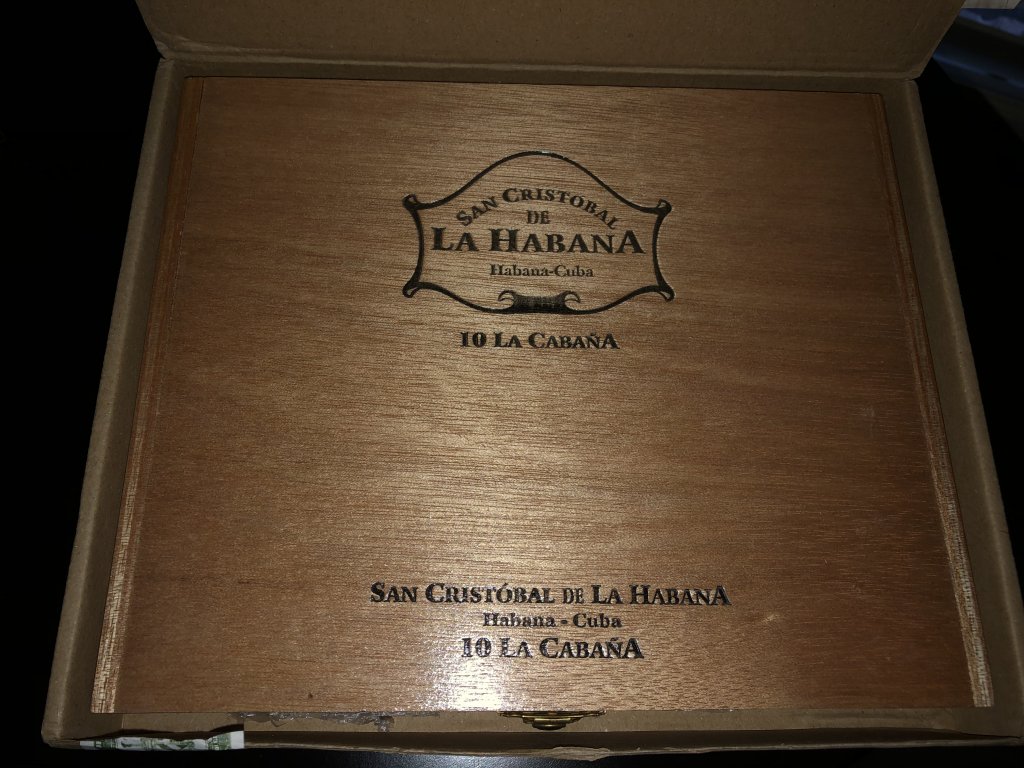 SAN CRISTOBAL
DE
LA HABANA
Habana-Cuba
10 LA CABAÑA
SAN CRISTÓBAL DE LA HABANA
Habana - Cuba
10 LA CABAÑA